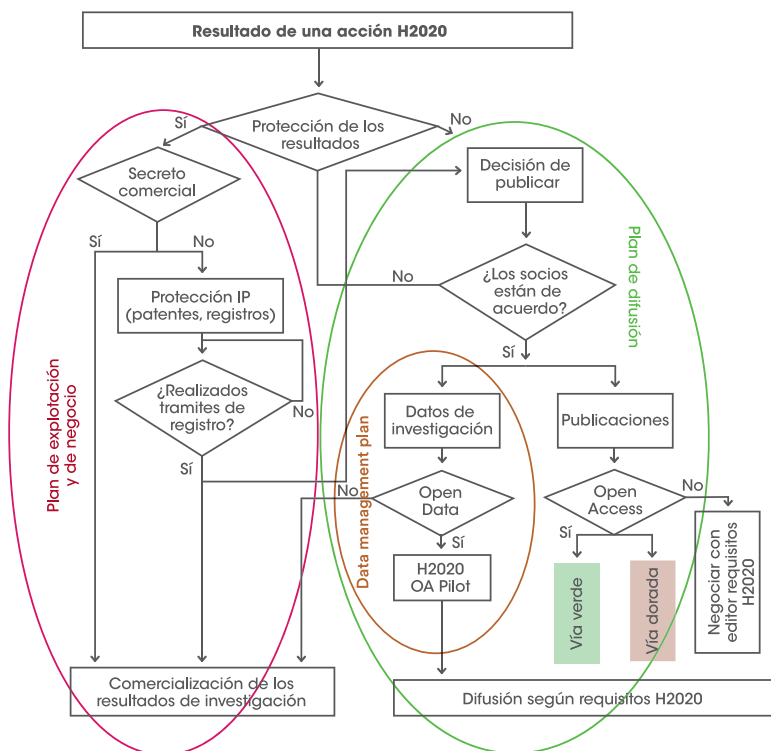 Resultado de una acción H2020
Sí
Protección de los
resultados
No
Secreto
comercial
Decisión de
publicar
Sí
No
No
¿Los socios
están de
acuerdo?
Plan de difusión
Protección IP
(patentes, registros)
Sí
¿Realizados
tramites de
registro?
No
Plan de explotación
y de negocio
Datos de
investigación
Publicaciones
Sí
No
Data management plan
Open
Data
Open
Access
No
Sí
Sí
H2020
OA Pilot
Vía verde
Vía dorada
Negociar con
editor requisitos
H2020
Comercialización de los
resultados de investigación
Difusión según requisitos H2020